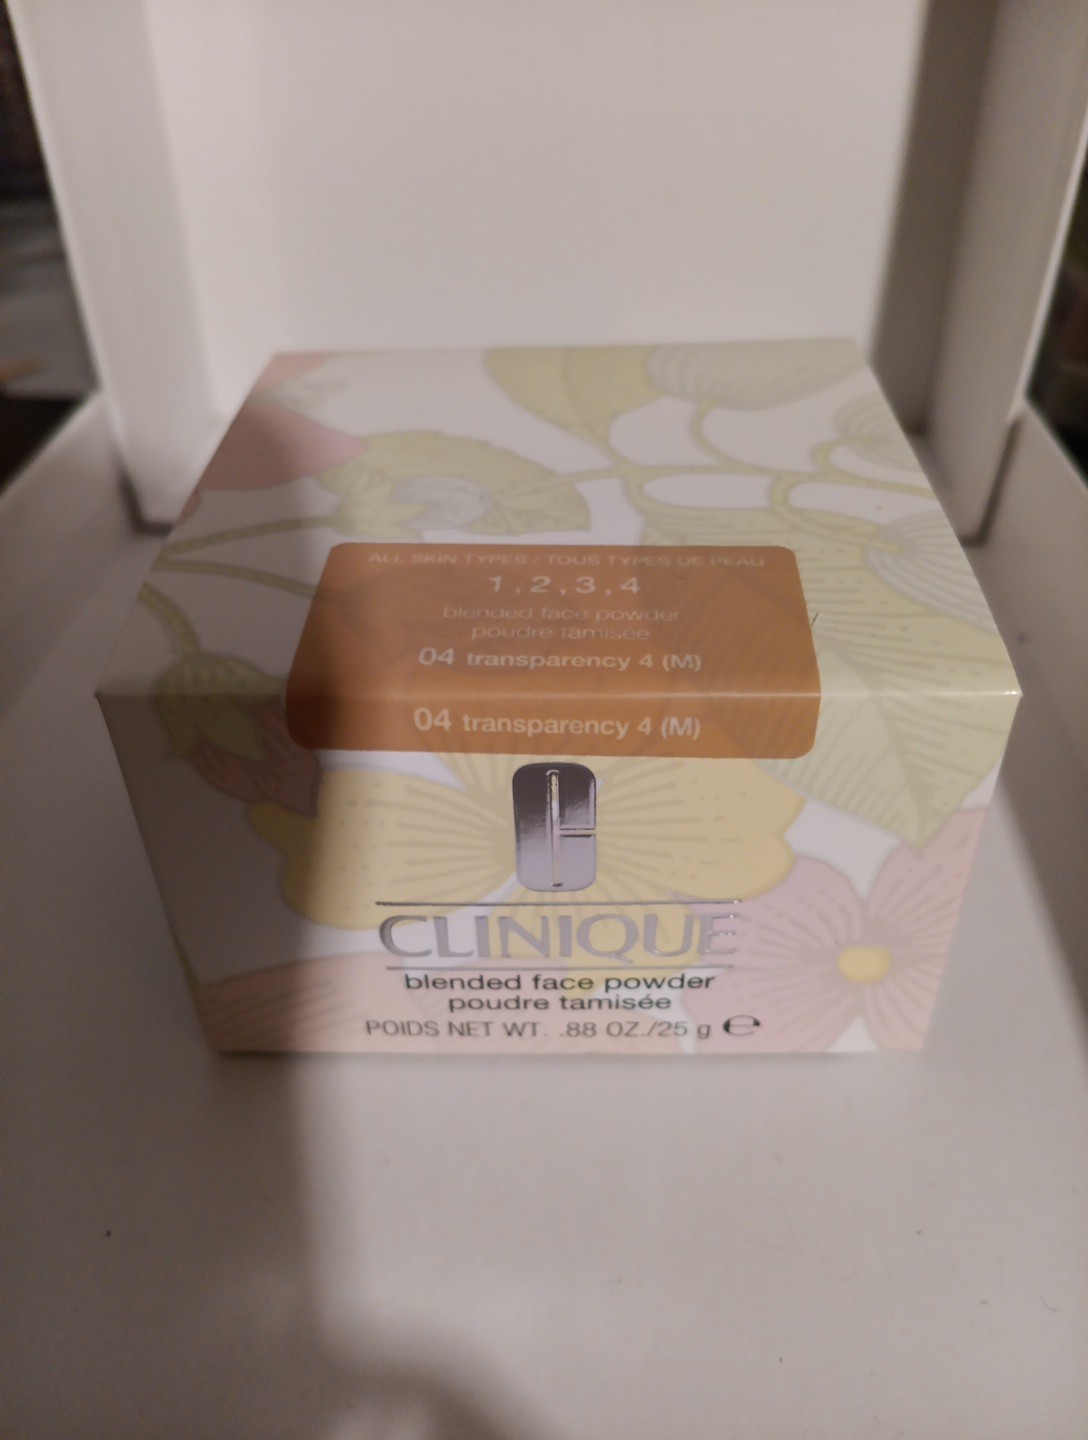 ALL SKIN TYPES / TOUS TYPES DE PEAU
1,2,3,4
blended face powder
poudre tamisée
04 transparency 4 (M)
04 transparency 4 (M)
CLINIQUE
blended face powder
poudre tamisée
POIDS NET WT. .88 OZ./25 g ℮